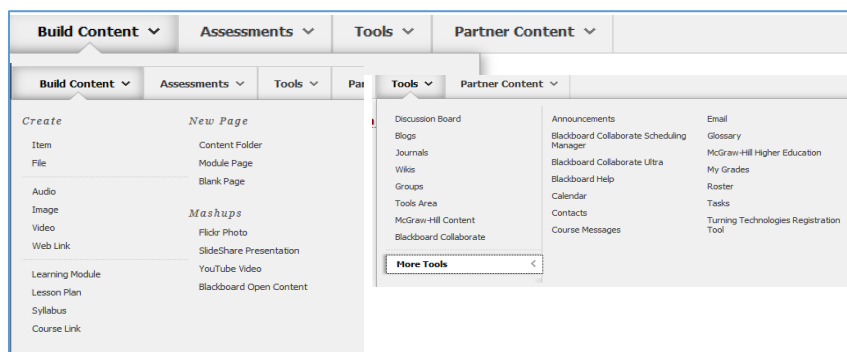 Build Content Assessments Tools Partner Content
Build Content Assessments Tools Par
Create
Item
File
Audio
Image
Video
Web Link
Learning Module
Lesson Plan
Syllabus
Course Link
New Page
Content Folder
Module Page
Blank Page
Mashups
Flickr Photo
SlideShare Presentation
YouTube Video
Blackboard Open Content
Tools Partner Content
Discussion Board
Blogs
Journals
Wikis
Groups
Tools Area
McGraw-Hill Content
Blackboard Collaborate
More Tools
Announcements
Blackboard Collaborate Scheduling
Manager
Blackboard Collaborate Ultra
Blackboard Help
Calendar
Contacts
Course Messages
Email
Glossary
McGraw-Hill Higher Education
My Grades
Roster
Tasks
Turning Technologies Registration
Tool